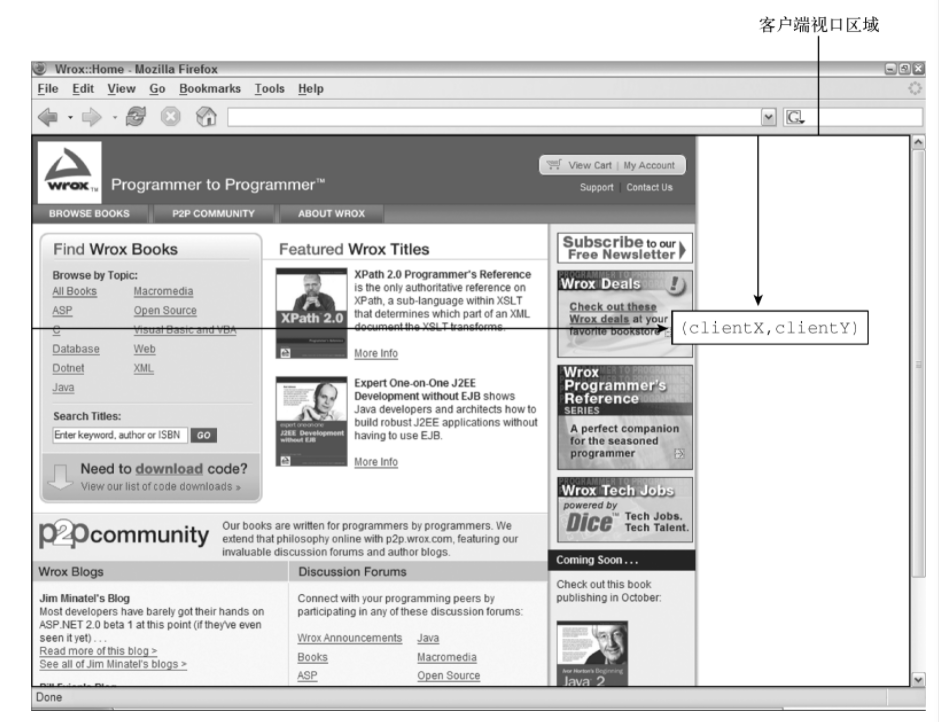 客户端视口区域
Wrox::Home - Mozilla Firefox
File Edit View Go Bookmarks Tools Help
G
wrox™
Programmer to Programmer™
View Cart | My Account
Support | Contact Us
BROWSE BOOKS P2P COMMUNITY ABOUT WROX
Find Wrox Books
Browse by Topic:
All Books Macromedia
ASP Open Source
C Visual Basic and VBA
Database Web
Dotnet XML
Java
Search Titles:
Enter keyword, author or ISBN GO
Need to download code?
View our list of code downloads »
Featured Wrox Titles
XPath 2.0
XPath 2.0 Programmer's Reference
is the only authoritative reference on
XPath, a sub-language within XSLT
that determines which part of an XML
document the XSLT transforms.
More Info
J2EE Development
without EJB
Expert One-on-One J2EE
Development without EJB shows
Java developers and architects how to
build robust J2EE applications without
having to use EJB.
More Info
Subscribe to our
Free Newsletter
Wrox Deals
Check out these
Wrox deals at your
favorite bookstore
(clientX,clientY)
Wrox
Programmer's
Reference
SERIES
A perfect companion
for the seasoned
programmer
Wrox Tech Jobs
powered by
Dice™ Tech Jobs.
Tech Talent.
Coming Soon . . .
Check out this book
publishing in October:
Ivor Horton's Beginning
Java 2
p2pcommunity
Our books are written for programmers by programmers. We
extend that philosophy online with p2p.wrox.com, featuring our
invaluable discussion forums and author blogs.
Wrox Blogs
Jim Minatel's Blog
Most developers have barely got their hands on
ASP.NET 2.0 beta 1 at this point (if they've even
seen it yet) . . .
Read more of this blog >
See all of Jim Minatel's blogs >
Discussion Forums
Connect with your programming peers by
participating in any of these discussion forums:
Wrox Announcements Java
Books Macromedia
ASP Open Source
Done